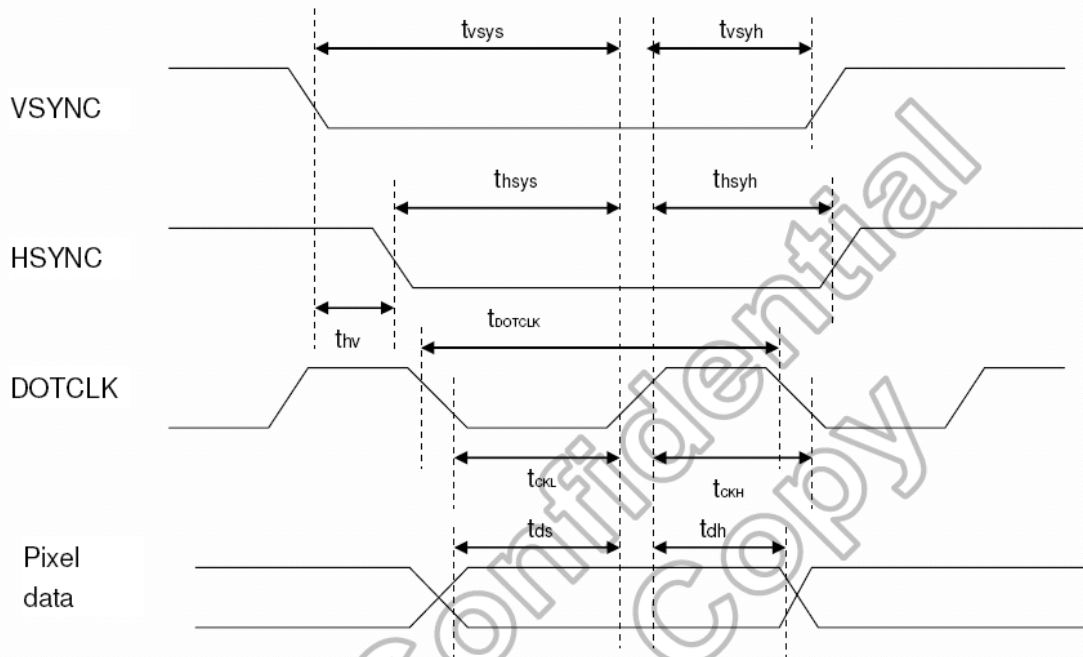 tvsys tvsyh
VSYNC
thsys thsyh
HSYNC
thv tDOTCLK
DOTCLK
tCKL tCKH
tds tdh
Pixel
data
Confidential
Copy